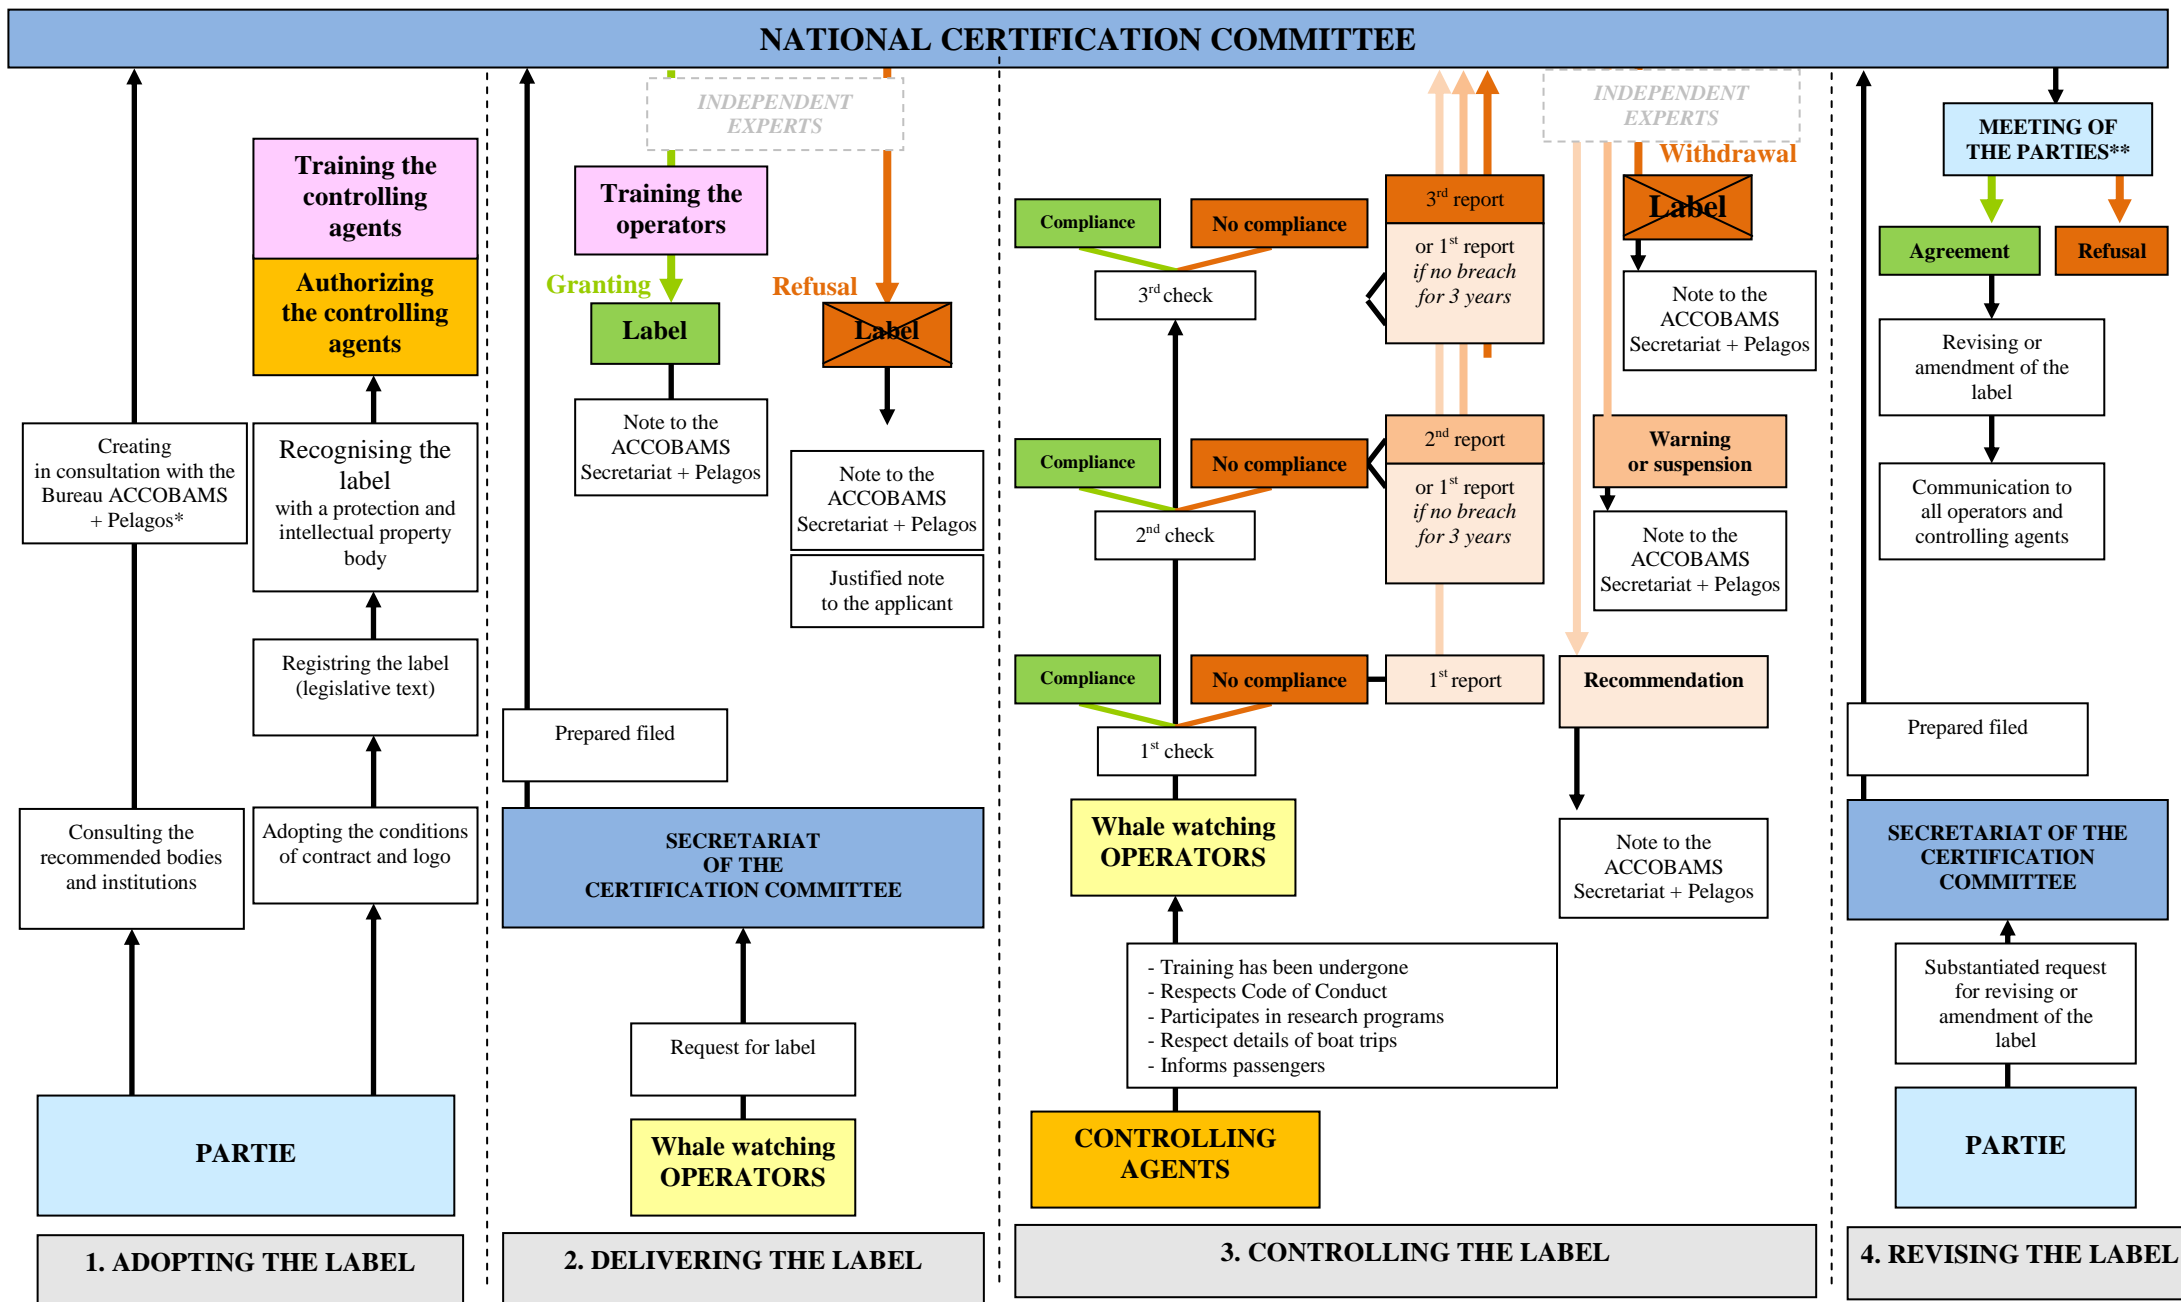 NATIONAL CERTIFICATION COMMITTEE
Training the
controlling
agents
Authorizing
the controlling
agents
Creating
in consultation with the
Bureau ACCOBAMS
+ Pelagos*
Recognising the
label
with a protection and
intellectual property
body
Registring the label
(legislative text)
Consulting the
recommended bodies
and institutions
Adopting the conditions
of contract and logo
PARTIE
1. ADOPTING THE LABEL
INDEPENDENT
EXPERTS
Training the
operators
Granting
Refusal
Label
Label
Note to the
ACCOBAMS
Secretariat + Pelagos
Note to the
ACCOBAMS
Secretariat + Pelagos
Justified note
to the applicant
Prepared filed
SECRETARIAT
OF THE
CERTIFICATION COMMITTEE
Request for label
Whale watching
OPERATORS
2. DELIVERING THE LABEL
INDEPENDENT
EXPERTS
Withdrawal
Label
Compliance
No compliance
3rd report
or 1st report
if no breach
for 3 years
3rd check
Note to the
ACCOBAMS
Secretariat + Pelagos
Compliance
No compliance
2nd report
or 1st report
if no breach
for 3 years
2nd check
Warning
or suspension
Note to the
ACCOBAMS
Secretariat + Pelagos
Compliance
No compliance
1st report
Recommendation
1st check
Note to the
ACCOBAMS
Secretariat + Pelagos
Whale watching
OPERATORS
- Training has been undergone
- Respects Code of Conduct
- Participates in research programs
- Respect details of boat trips
- Informs passengers
CONTROLLING
AGENTS
3. CONTROLLING THE LABEL
MEETING OF
THE PARTIES**
Agreement
Refusal
Revising or
amendment of the
label
Communication to
all operators and
controlling agents
Prepared filed
SECRETARIAT OF THE
CERTIFICATION
COMMITTEE
Substantiated request
for revising or
amendment of the
label
PARTIE
4. REVISING THE LABEL